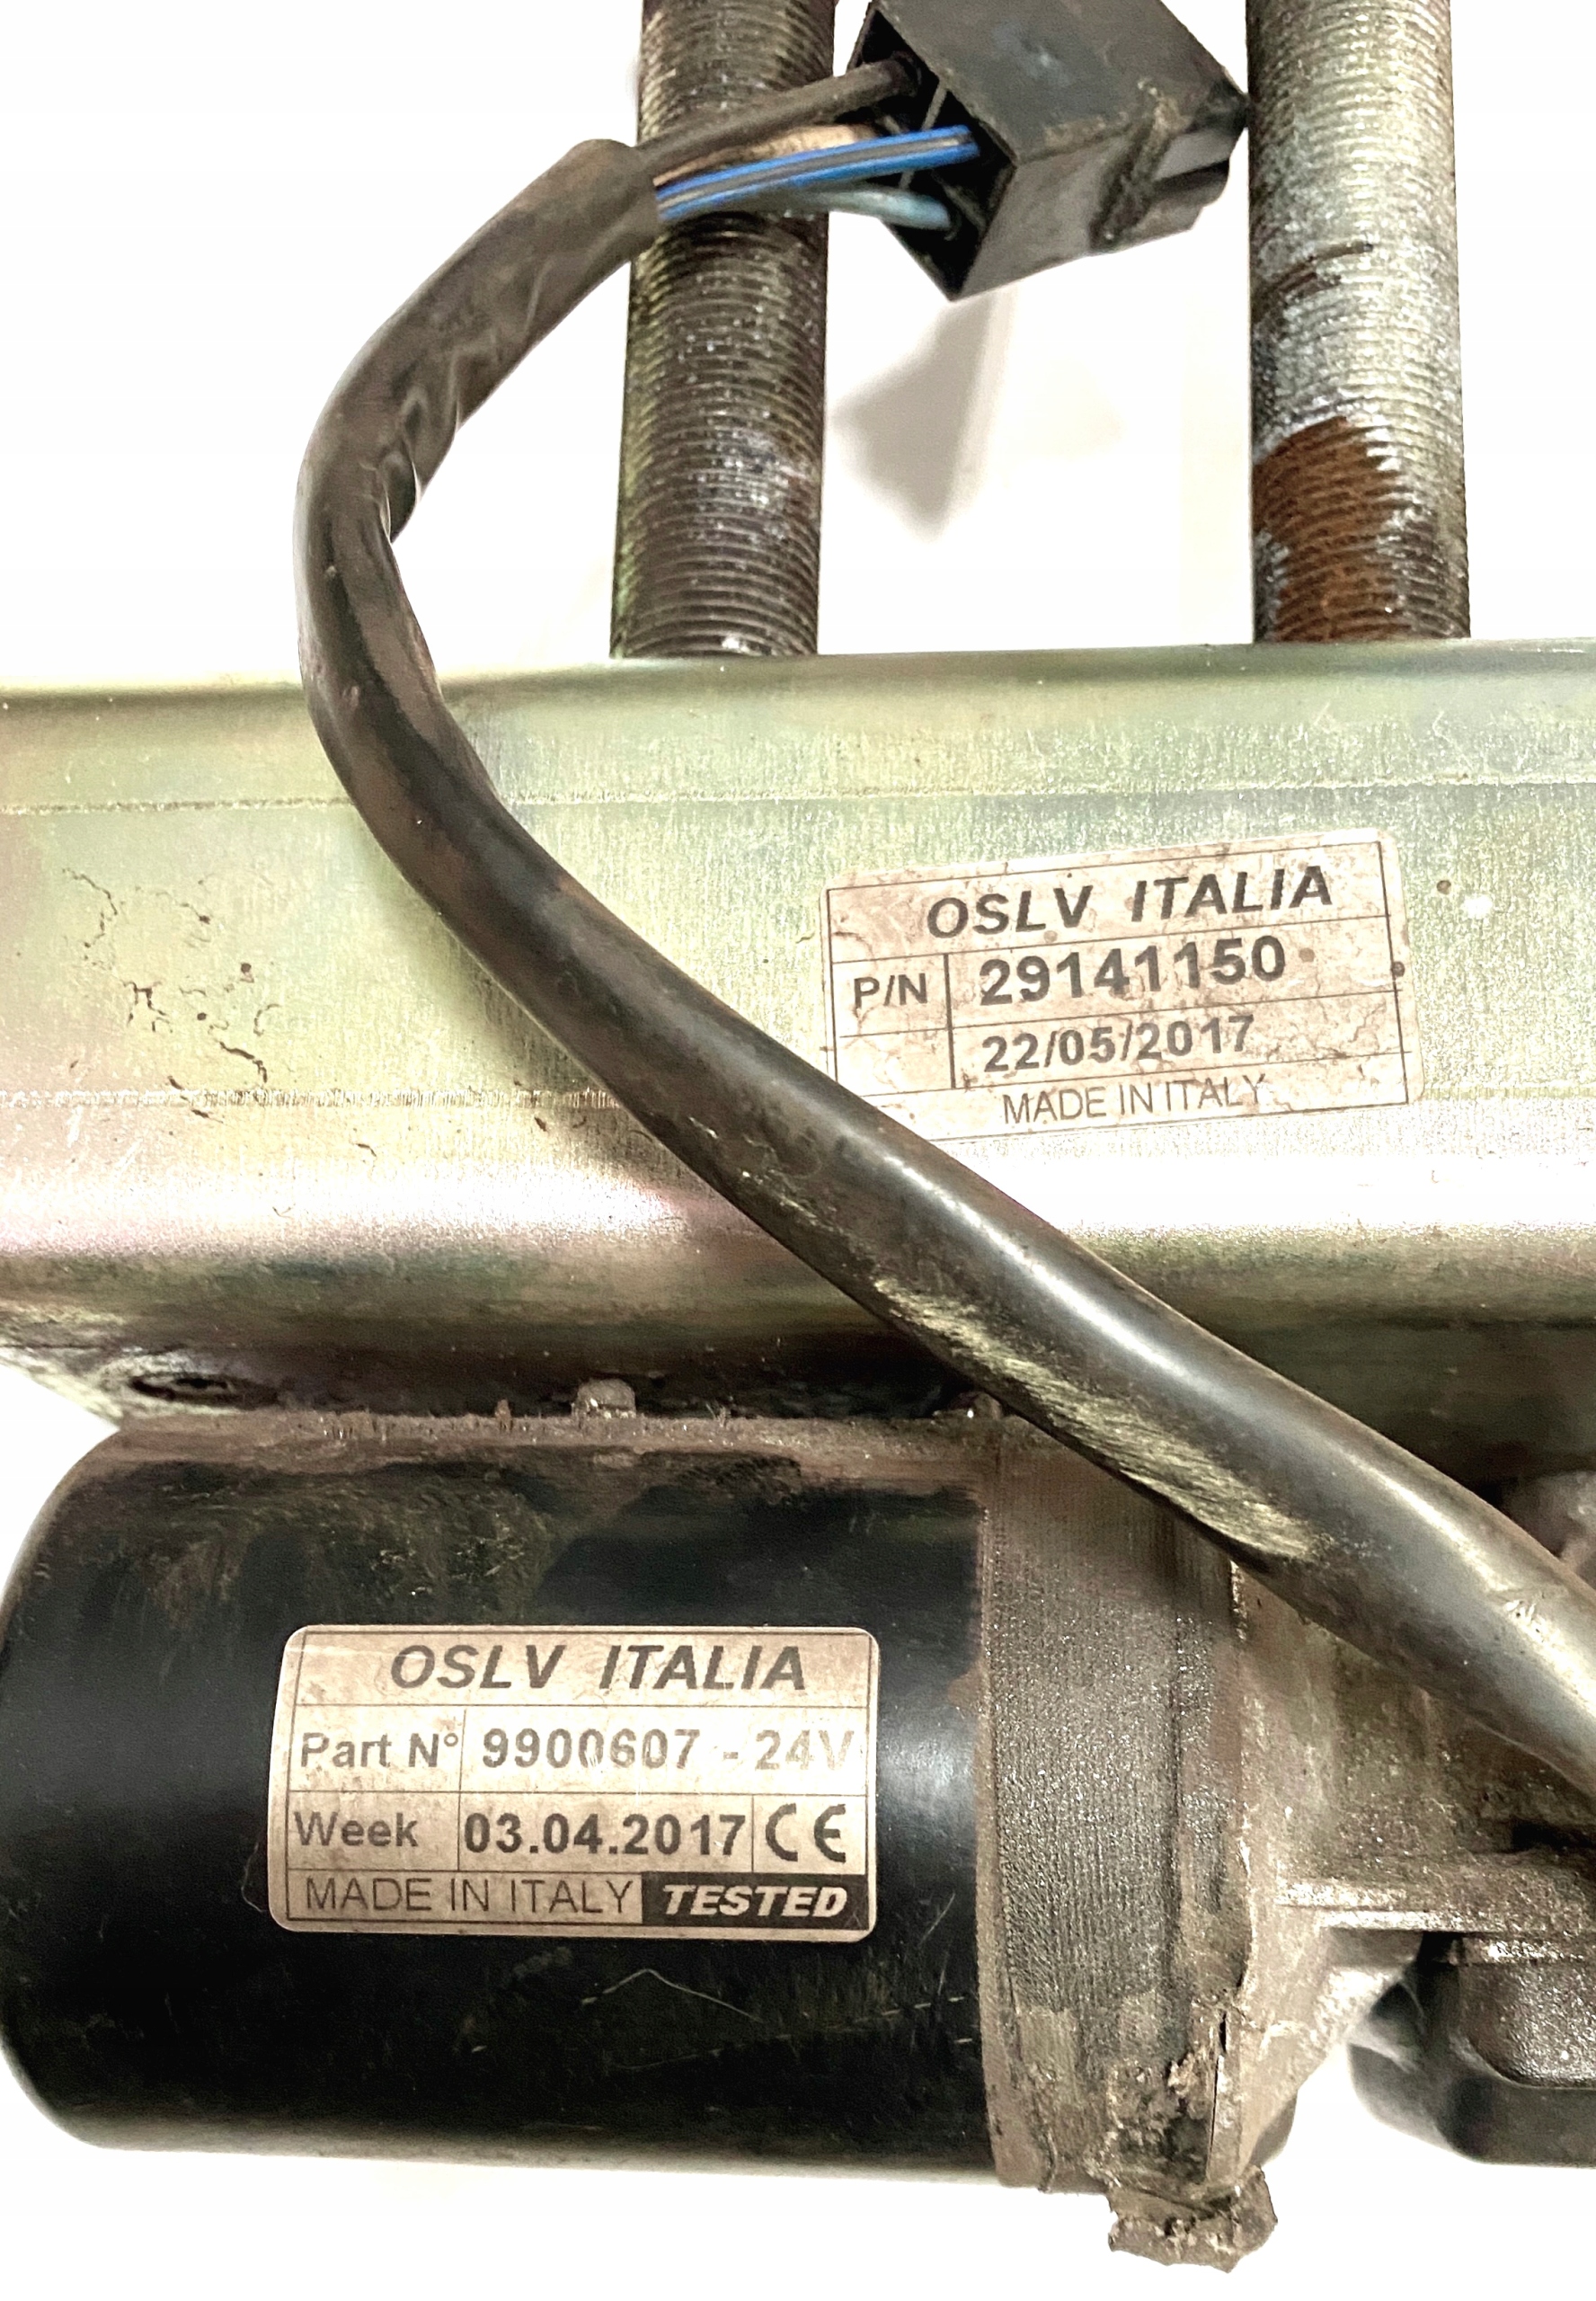 OSLV ITALIA
P/N 29141150
22/05/2017
MADE IN ITALY
OSLV ITALIA
Part N° 9900607 - 24V
Week 03.04.2017 CE
MADE IN ITALY TESTED